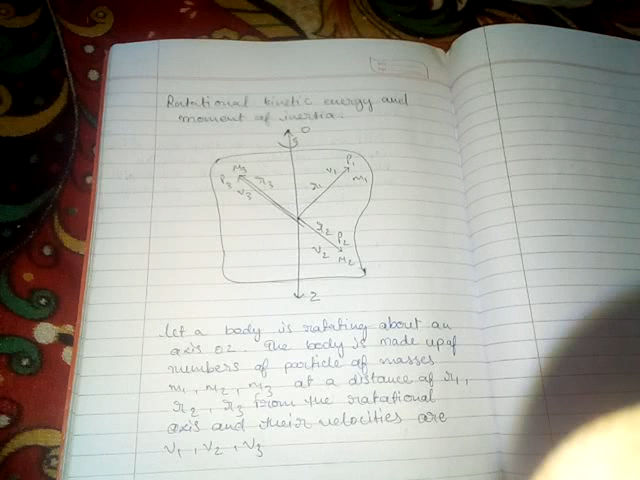 Rotational kinetic energy and
moment of inertia.
O
M3
P3
r3
v3
v1
P1
r1
m1
r2
v2
P2
M2
Z
Let a body is rotating about an
axis OZ. The body is made up of
numbers of particle of masses
m1, m2, m3 at a distance of r1,
r2, r3 from the rotational
axis and their velocities are
v1, v2, v3